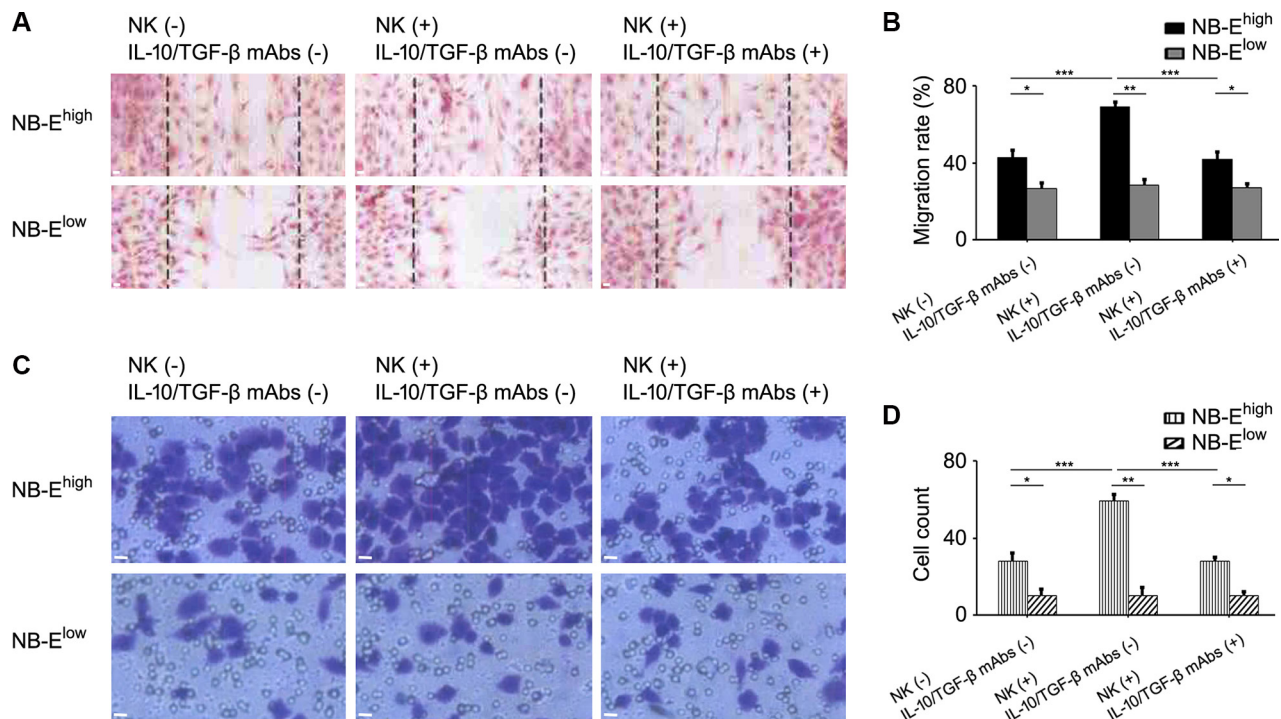 A
NK (-)
IL-10/TGF-β mAbs (-)
NK (+)
IL-10/TGF-β mAbs (-)
NK (+)
IL-10/TGF-β mAbs (+)
NB-E^high
NB-E^low
B
NB-E^high
NB-E^low
Migration rate (%)
80
40
0
***
***
*
**
*
NK (-)
IL-10/TGF-β mAbs (-)
NK (+)
IL-10/TGF-β mAbs (-)
NK (+)
IL-10/TGF-β mAbs (+)
C
NK (-)
IL-10/TGF-β mAbs (-)
NK (+)
IL-10/TGF-β mAbs (-)
NK (+)
IL-10/TGF-β mAbs (+)
NB-E^high
NB-E^low
D
NB-E^high
NB-E^low
Cell count
80
40
0
***
***
*
**
*
NK (-)
IL-10/TGF-β mAbs (-)
NK (+)
IL-10/TGF-β mAbs (-)
NK (+)
IL-10/TGF-β mAbs (+)